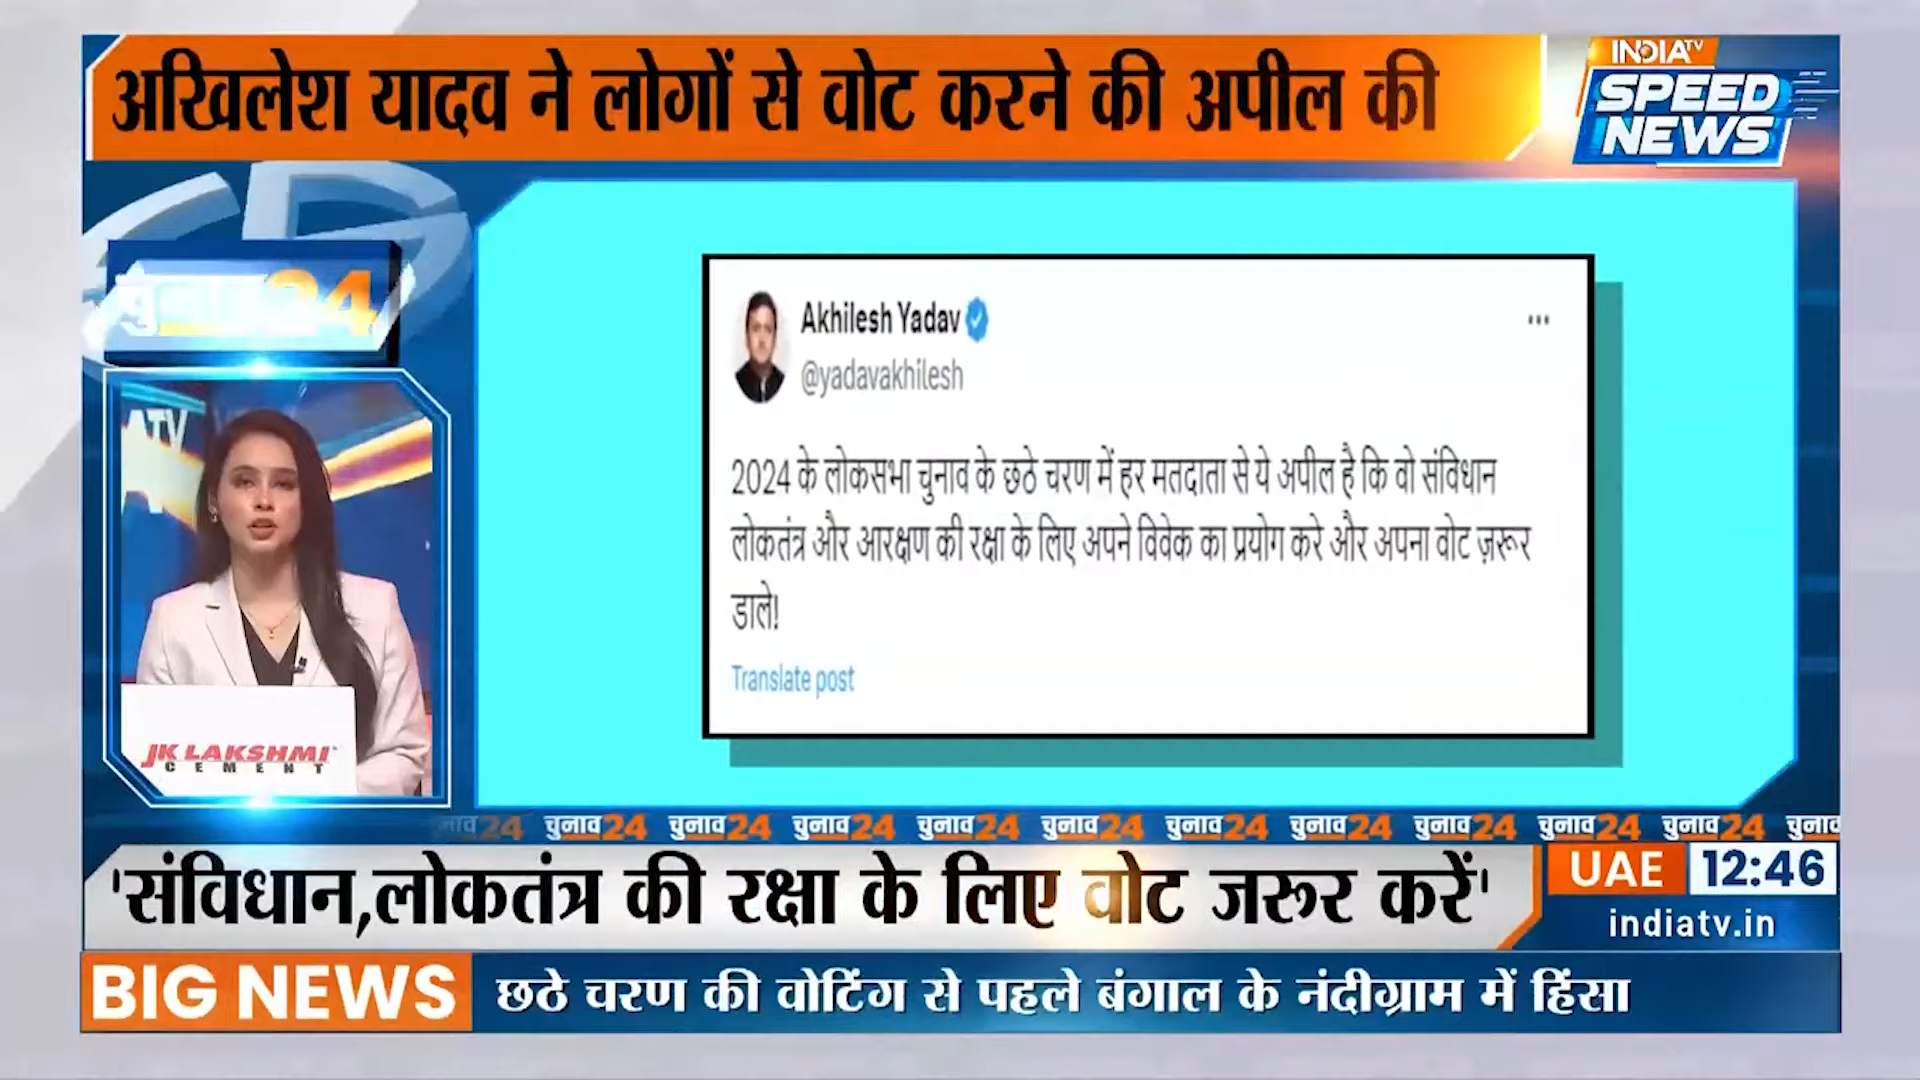 अखिलेश यादव ने लोगों से वोट करने की अपील की
INDIA TV
SPEED
NEWS
24
Akhilesh Yadav
@yadavakhilesh
2024 के लोकसभा चुनाव के छठे चरण में हर मतदाता से ये अपील है कि वो संविधान
लोकतंत्र और आरक्षण की रक्षा के लिए अपने विवेक का प्रयोग करे और अपना वोट ज़रूर
डाले!
Translate post
ATV
JK LAKSHMI
CEMENT
24 चुनाव24 चुनाव24 चुनाव24 चुनाव24 चुनाव24 चुनाव24 चुनाव24 चुनाव24 चुनाव24 चुनाव24 चुनाव
'संविधान,लोकतंत्र की रक्षा के लिए वोट जरूर करें'
UAE 12:46
indiatv.in
BIG NEWS छठे चरण की वोटिंग से पहले बंगाल के नंदीग्राम में हिंसा